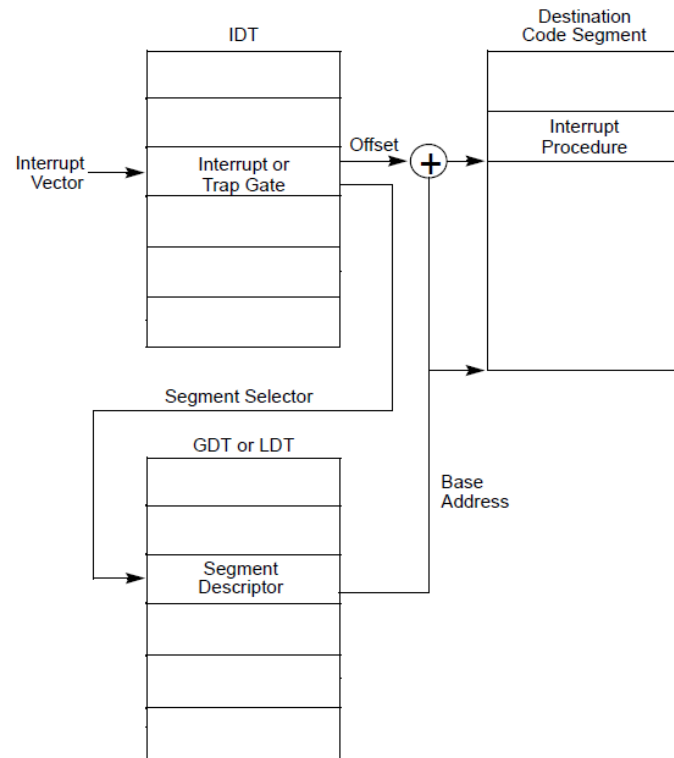 IDT
Destination
Code Segment
Interrupt
Vector
Interrupt or
Trap Gate
Offset
+
Interrupt
Procedure
Segment Selector
GDT or LDT
Base
Address
Segment
Descriptor